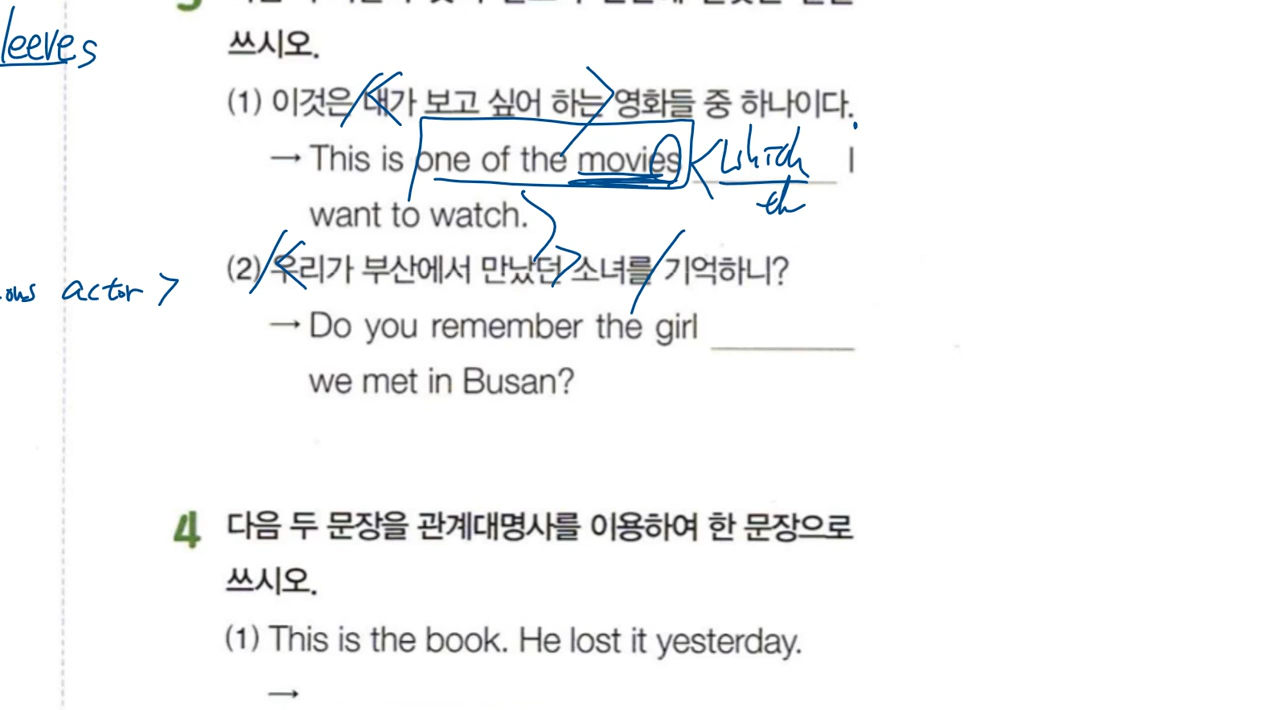 leeves
쓰시오.
(1) 이것은 내가 보고 싶어 하는 영화들 중 하나이다.
→ This is one of the movies which I
th
want to watch.
(2) 우리가 부산에서 만났던 소녀를 기억하니?
ous actor >
→ Do you remember the girl ________
we met in Busan?
4 다음 두 문장을 관계대명사를 이용하여 한 문장으로
쓰시오.
(1) This is the book. He lost it yesterday.
→